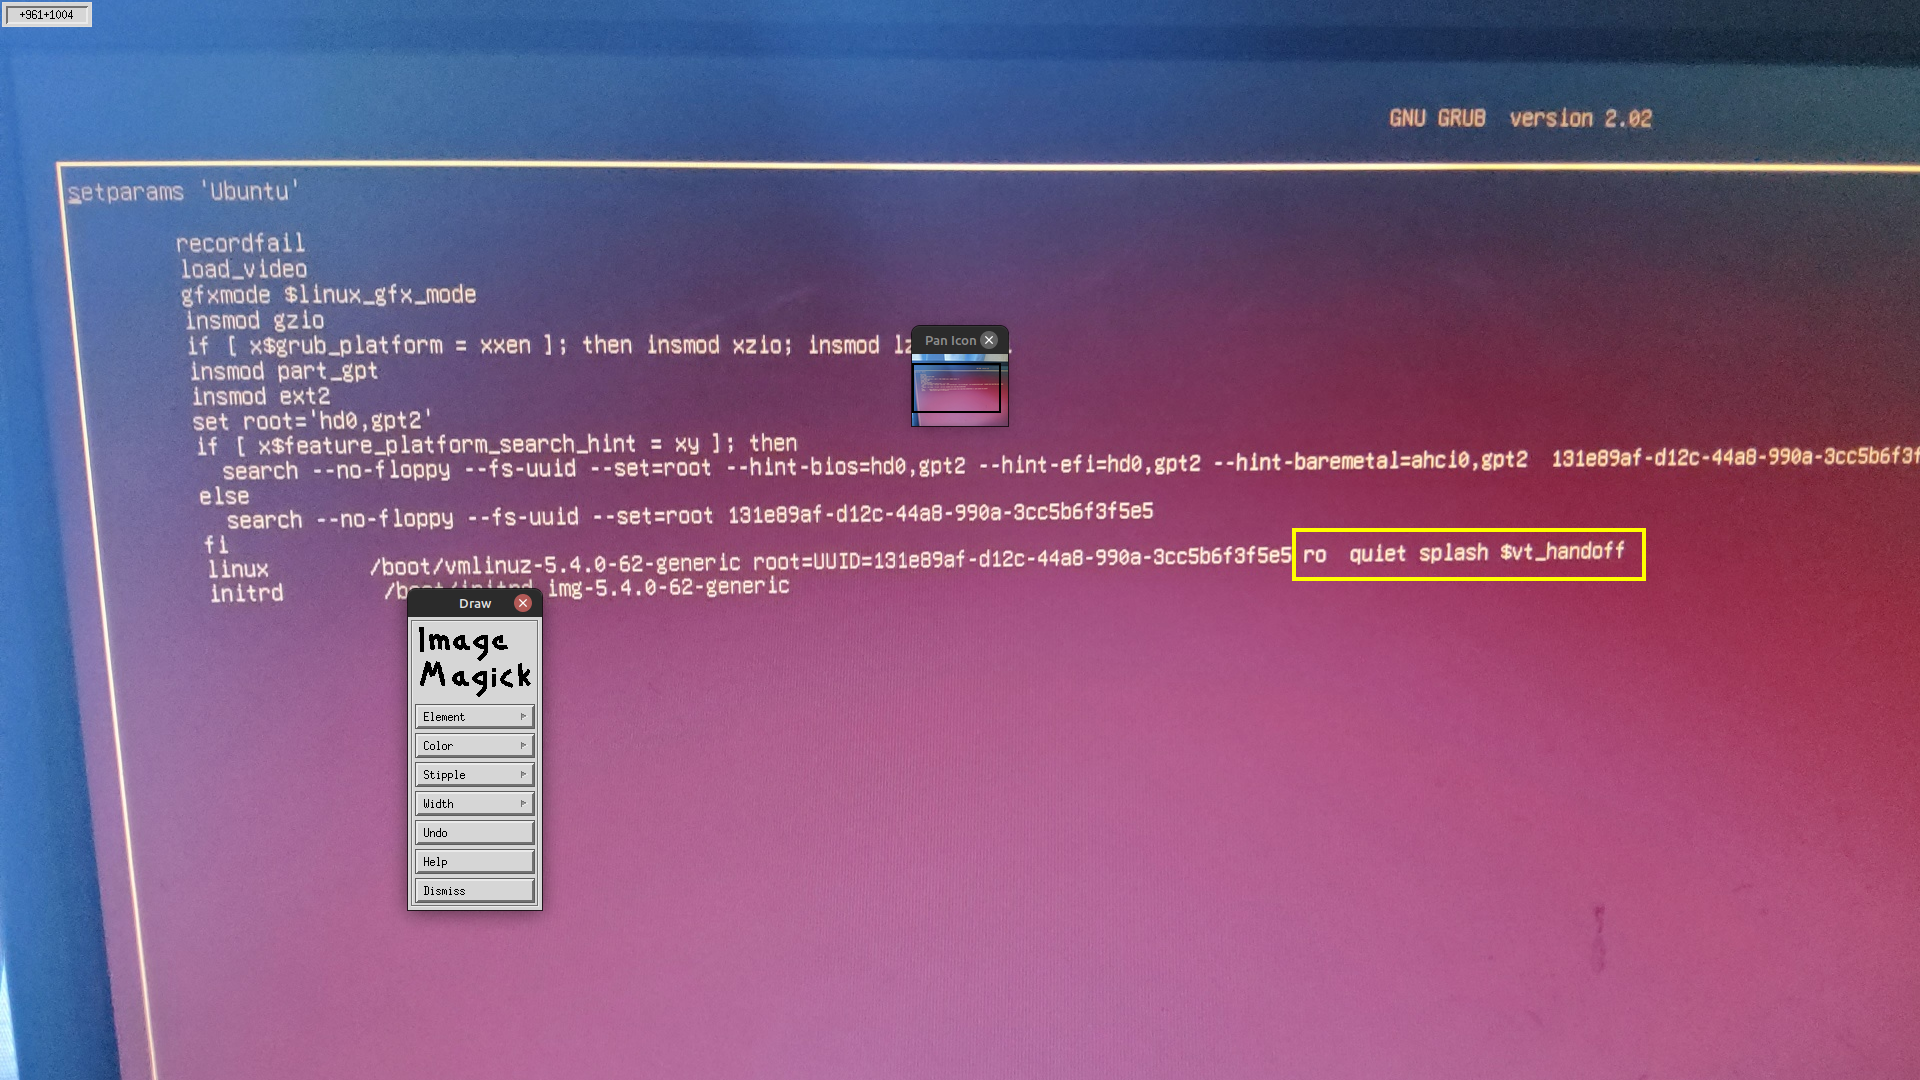 +961+1004
GNU GRUB version 2.02
setparams 'Ubuntu'
recordfail
load_video
gfxmode $linux_gfx_mode
insmod gzio
if [ x$grub_platform = xxen ]; then insmod xzio; insmod
insmod part_gpt
insmod ext2
set root='hd0,gpt2'
if [ x$feature_platform_search_hint = xy ]; then
search --no-floppy --fs-uuid --set=root --hint-bios=hd0,gpt2 --hint-efi=hd0,gpt2 --hint-baremetal=ahci0,gpt2 131e89af-d12c-44a8-990a-3cc5b6f3f
else
search --no-floppy --fs-uuid --set=root 131e89af-d12c-44a8-990a-3cc5b6f3f5e5
fi
linux /boot/vmlinuz-5.4.0-62-generic root=UUID=131e89af-d12c-44a8-990a-3cc5b6f3f5e5 ro quiet splash $vt_handoff
initrd img-5.4.0-62-generic
Pan Icon
Draw
Image
Magick
Element
Color
Stipple
Width
Undo
Help
Dismiss